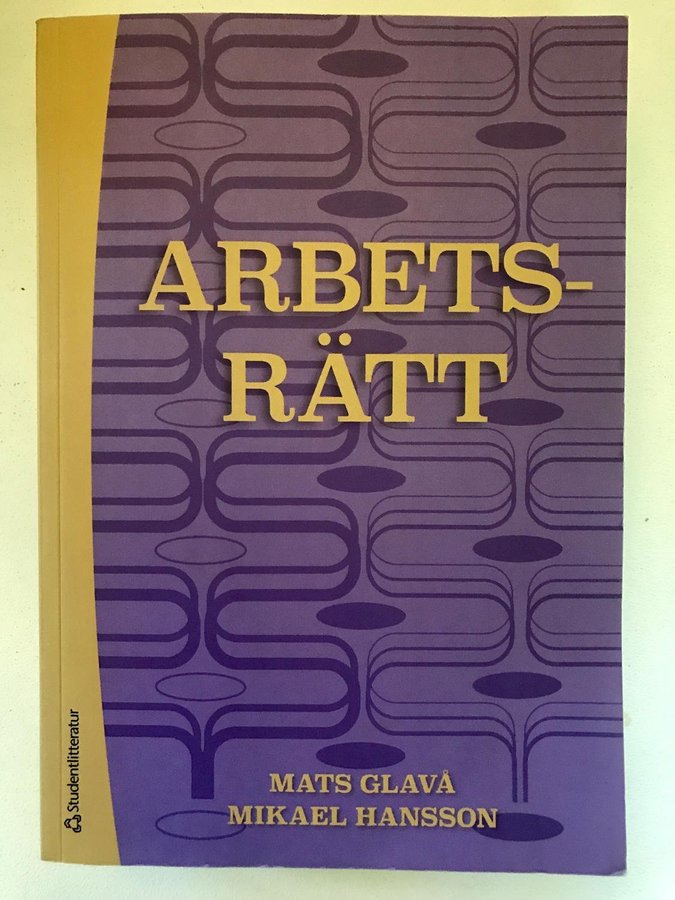 ARBETS-
RÄTT
MATS GLAVÅ
MIKAEL HANSSON
Studentlitteratur